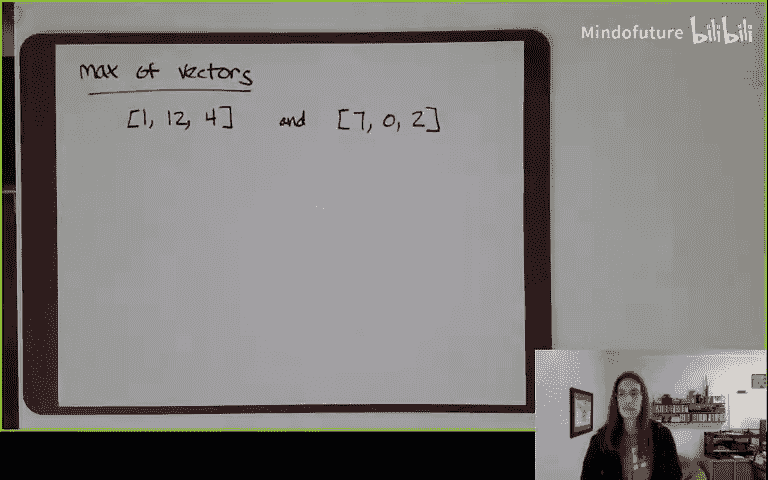 Mindofuture bilibili
Max of vectors
[1, 12, 4] and [7, 0, 2]